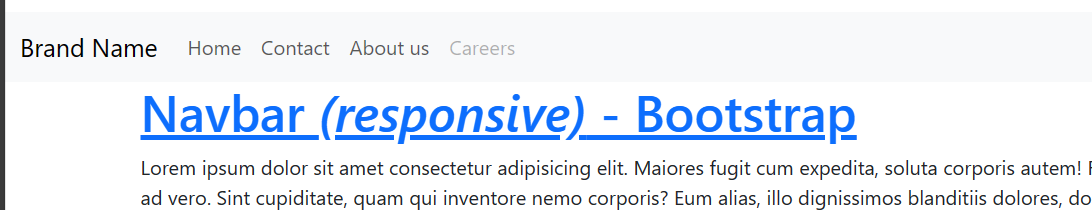 Brand Name Home Contact About us Careers
Navbar (responsive) - Bootstrap
Lorem ipsum dolor sit amet consectetur adipisicing elit. Maiores fugit cum expedita, soluta corporis autem!
ad vero. Sint cupiditate, quam qui inventore nemo corporis? Eum alias, illo dignissimos blanditiis dolores,